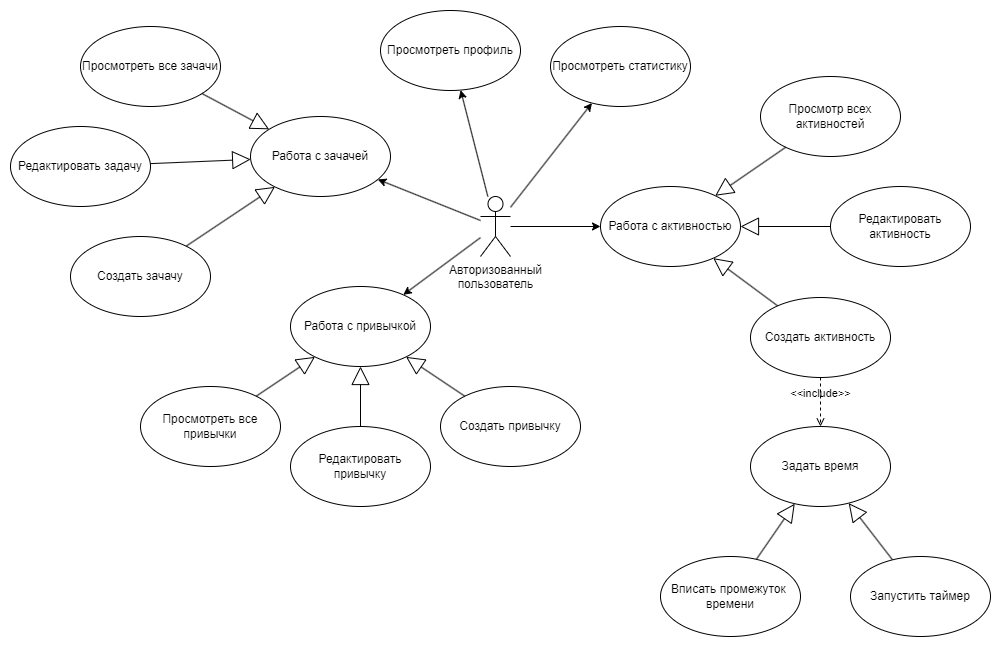 Просмотреть профиль
Просмотреть все зачачи
Просмотреть статистику
Просмотр всех
активностей
Работа с зачачей
Редактировать задачу
Работа с активностью
Редактировать
активность
Создать зачачу
Авторизованный
пользователь
Работа с привычкой
Создать активность
<<include>>
Просмотреть все
привычки
Создать привычку
Редактировать
привычку
Задать время
Вписать промежуток
времени
Запустить таймер